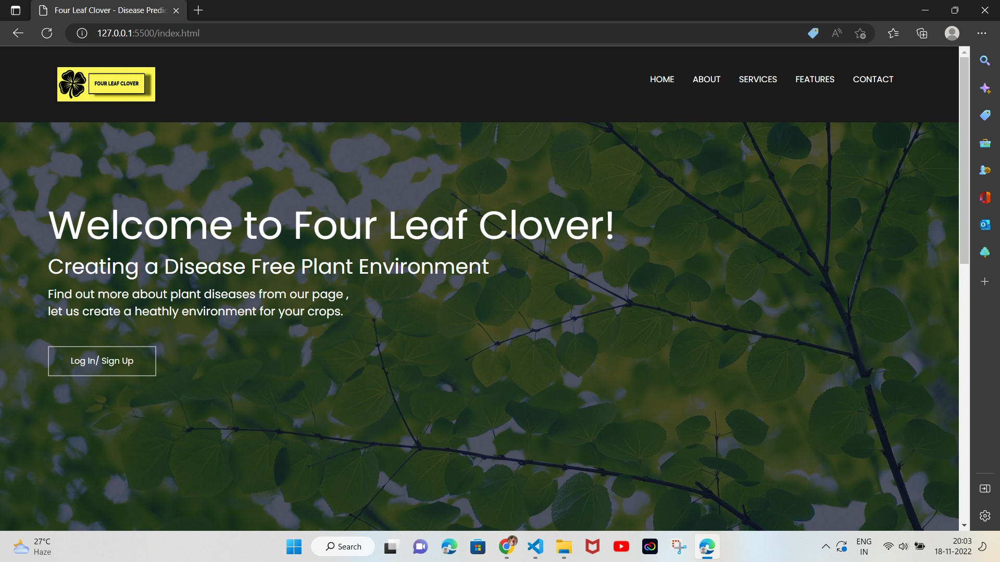 Four Leaf Clover - Disease Predic
127.0.0.1:5500/index.html
FOUR LEAF CLOVER
HOME ABOUT SERVICES FEATURES CONTACT
Welcome to Four Leaf Clover!
Creating a Disease Free Plant Environment
Find out more about plant diseases from our page ,
let us create a heathly environment for your crops.
Log In/ Sign Up
27°C
Haze
Search
ENG
IN
20:03
18-11-2022